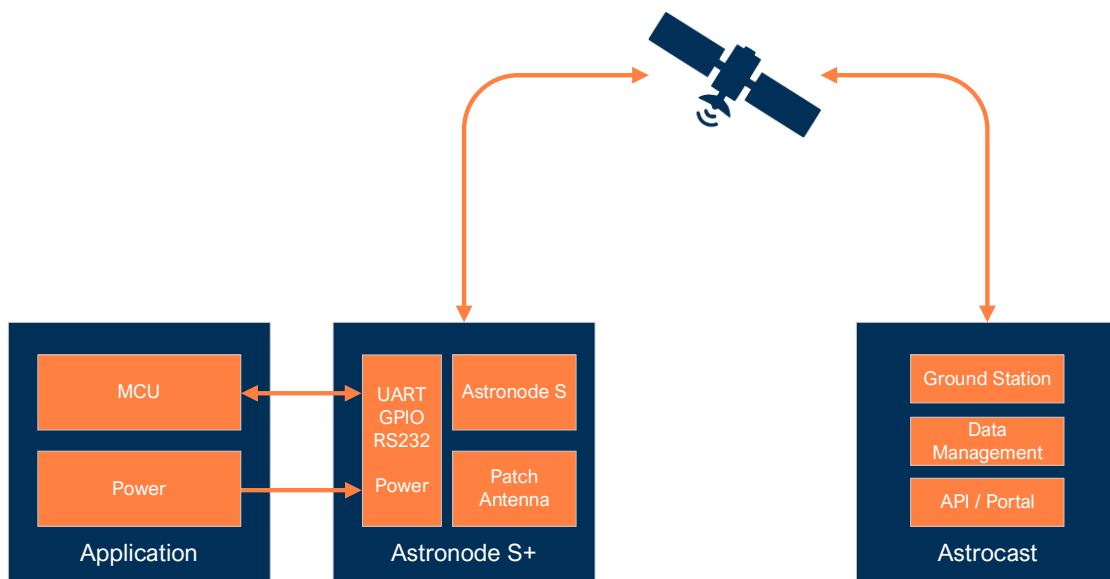 MCU
Power
Application
UART
GPIO
RS232
Power
Astronode S
Patch
Antenna
Astronode S+
Ground Station
Data
Management
API / Portal
Astrocast